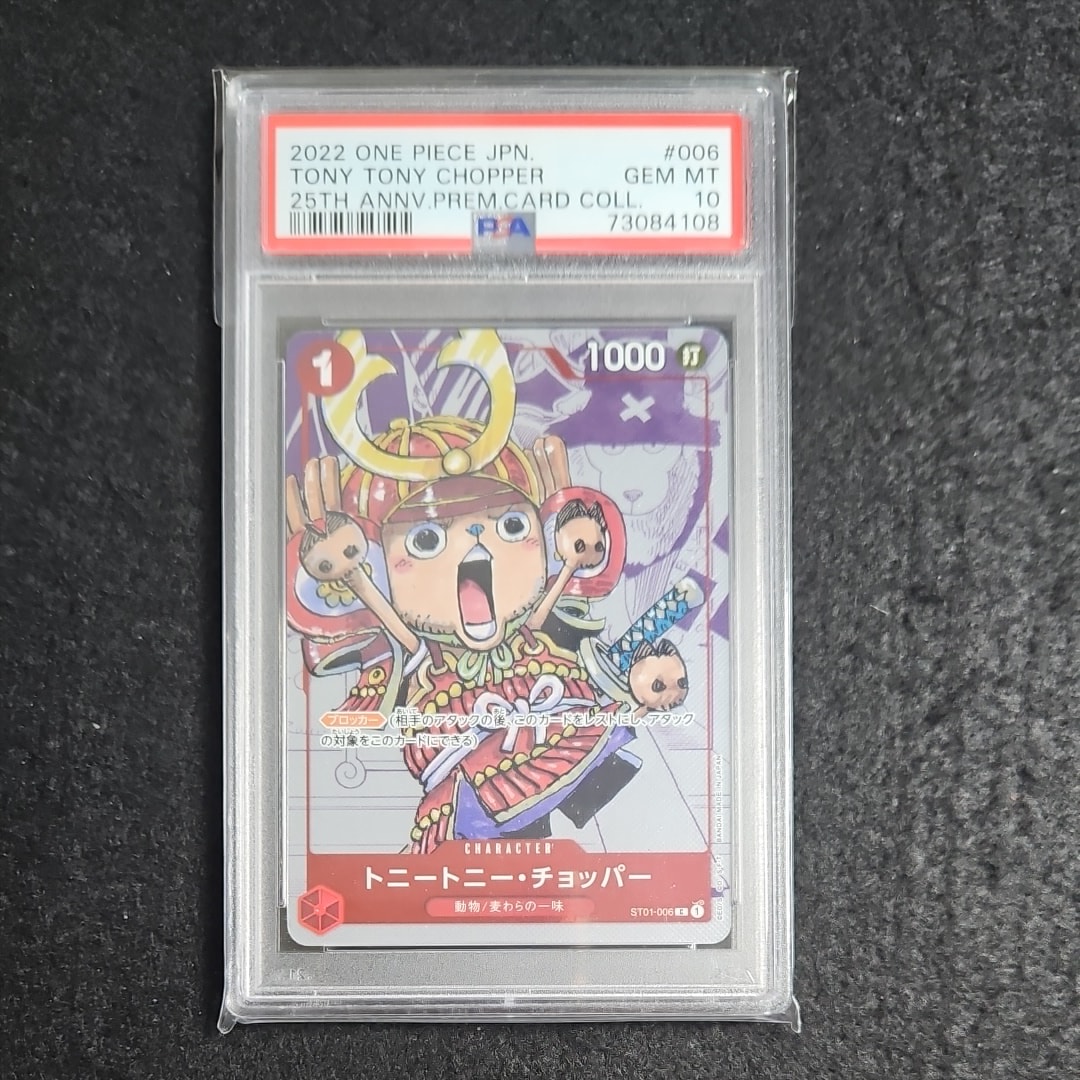 2022 ONE PIECE JPN. #006
TONY TONY CHOPPER GEM MT
25TH ANNV.PREM.CARD COLL. 10
PSA 73084108
1
1000 打
ブロッカー (相手のアタックの後、このカードをレストにし、アタック
の対象をこのカードにできる)
CHARACTER
トニートニー・チョッパー
動物/麦わらの一味
ST01-006 C 1
BANDAI MADE IN JAPAN